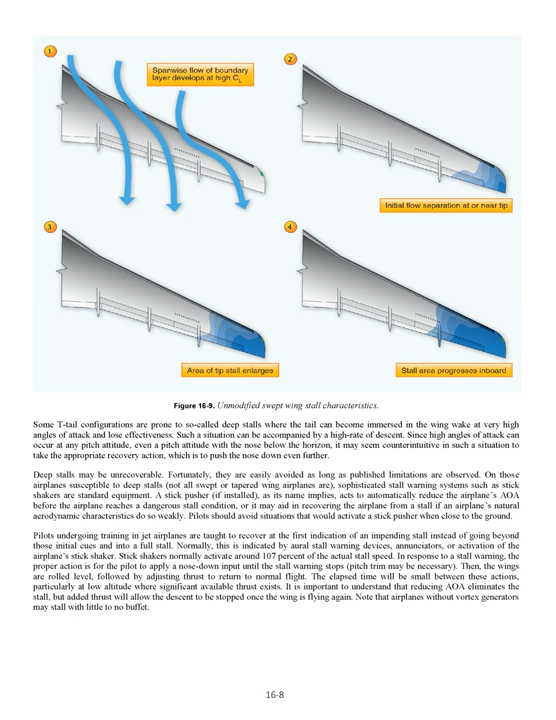 1
Spanwise flow of boundary
layer develops at high CL
2
Initial flow separation at or near tip
3
Area of tip stall enlarges
4
Stall area progresses inboard
Figure 16-9. Unmodified swept wing stall characteristics.
Some T-tail configurations are prone to so-called deep stalls where the tail can become immersed in the wing wake at very high
angles of attack and lose effectiveness. Such a situation can be accompanied by a high-rate of descent. Since high angles of attack can
occur at any pitch attitude, even a pitch attitude with the nose below the horizon, it may seem counterintuitive in such a situation to
take the appropriate recovery action, which is to push the nose down even further.
Deep stalls may be unrecoverable. Fortunately, they are easily avoided as long as published limitations are observed. On those
airplanes susceptible to deep stalls (not all swept or tapered wing airplanes are), sophisticated stall warning systems such as stick
shakers are standard equipment. A stick pusher (if installed), as its name implies, acts to automatically reduce the airplane's AOA
before the airplane reaches a dangerous stall condition, or it may aid in recovering the airplane from a stall if an airplane's natural
aerodynamic characteristics do so weakly. Pilots should avoid situations that would activate a stick pusher when close to the ground.
Pilots undergoing training in jet airplanes are taught to recover at the first indication of an impending stall instead of going beyond
those initial cues and into a full stall. Normally, this is indicated by aural stall warning devices, annunciators, or activation of the
airplane's stick shaker. Stick shakers normally activate around 107 percent of the actual stall speed. In response to a stall warning, the
proper action is for the pilot to apply a nose-down input until the stall warning stops (pitch trim may be necessary). Then, the wings
are rolled level, followed by adjusting thrust to return to normal flight. The elapsed time will be small between these actions,
particularly at low altitude where significant available thrust exists. It is important to understand that reducing AOA eliminates the
stall, but added thrust will allow the descent to be stopped once the wing is flying again. Note that airplanes without vortex generators
may stall with little to no buffet.
16-8